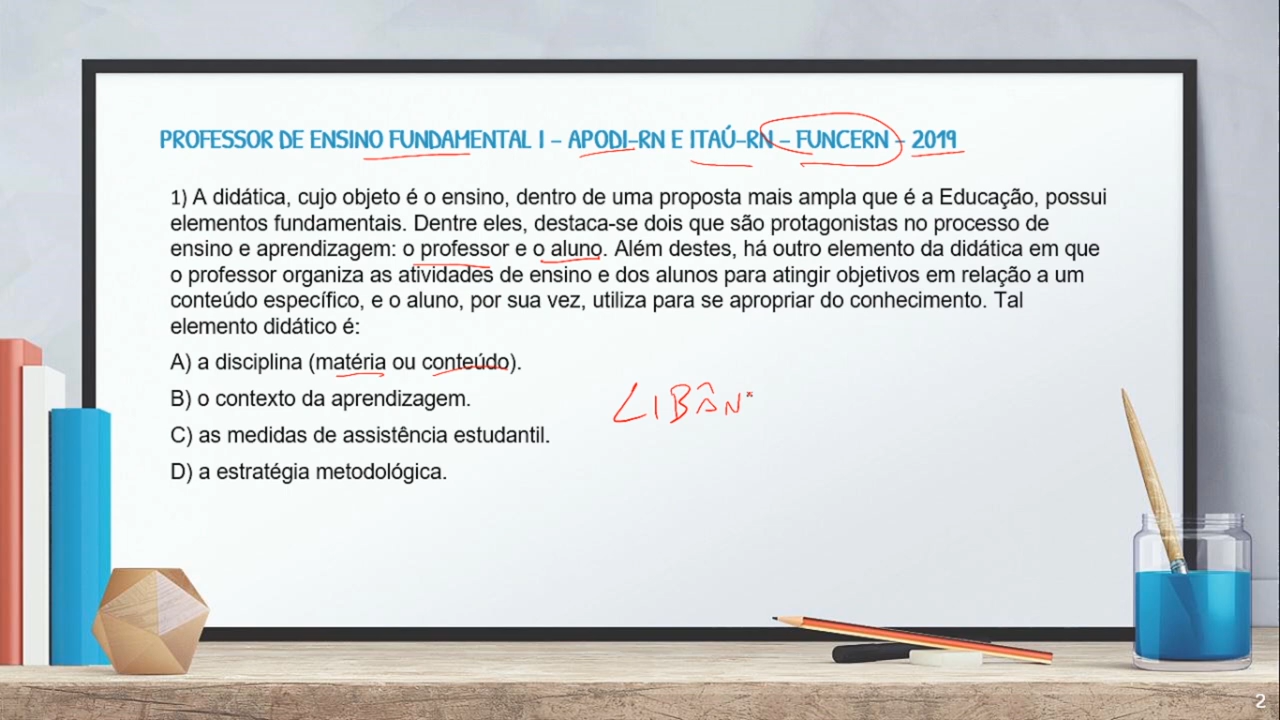 PROFESSOR DE ENSINO FUNDAMENTAL I – APODI-RN E ITAÚ-RN – FUNCERN – 2019
1) A didática, cujo objeto é o ensino, dentro de uma proposta mais ampla que é a Educação, possui
elementos fundamentais. Dentre eles, destaca-se dois que são protagonistas no processo de
ensino e aprendizagem: o professor e o aluno. Além destes, há outro elemento da didática em que
o professor organiza as atividades de ensino e dos alunos para atingir objetivos em relação a um
conteúdo específico, e o aluno, por sua vez, utiliza para se apropriar do conhecimento. Tal
elemento didático é:
A) a disciplina (matéria ou conteúdo).
B) o contexto da aprendizagem.
LIBÂN
C) as medidas de assistência estudantil.
D) a estratégia metodológica.
2